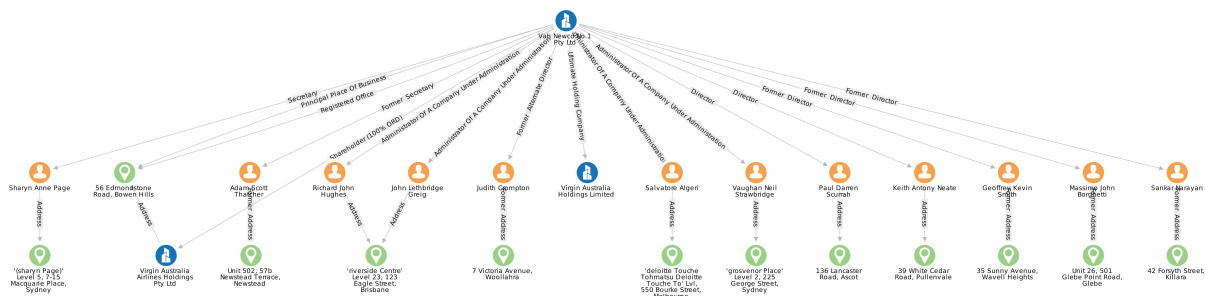 Vah Newco No.1
Pty Ltd
Secretary
Principal Place Of Business
Registered Office
Former Secretary
Shareholder (100% ORD)
Administrator Of A Company Under Administration
Administrator Of A Company Under Administration
Former Alternate Director
Ultimate Holding Company
Administrator Of A Company Under Administration
Administrator Of A Company Under Administration
Director
Director
Former Director
Former Director
Former Director
Sharyn Anne Page
56 Edmondstone
Road, Bowen Hills
Adam Scott
Thatcher
Richard John
Hughes
John Lethbridge
Greig
Judith Crompton
Virgin Australia
Holdings Limited
Salvatore Algeri
Vaughan Neil
Strawbridge
Paul Darren
Scurrah
Keith Antony Neate
Geoffrey Kevin
Smith
Massimo John
Borghetti
Sankar Narayan
Address
Address
Former Address
Address
Address
Former Address
Address
Former Address
Address
Address
Former Address
Former Address
Former Address
'(sharyn Page)'
Level 5, 7-15
Macquarie Place,
Sydney
Virgin Australia
Airlines Holdings
Pty Ltd
Unit 502, 57b
Newstead Terrace,
Newstead
'riverside Centre'
Level 23, 123
Eagle Street,
Brisbane
7 Victoria Avenue,
Woollahra
'deloitte Touche
Tohmatsu Deloitte
Touche To' Lvl,
550 Bourke Street,
Melbourne
'grosvenor Place'
Level 2, 225
George Street,
Sydney
136 Lancaster
Road, Ascot
39 White Cedar
Road, Pullenvale
35 Sunny Avenue,
Wavell Heights
Unit 26, 501
Glebe Point Road,
Glebe
42 Forsyth Street,
Killara